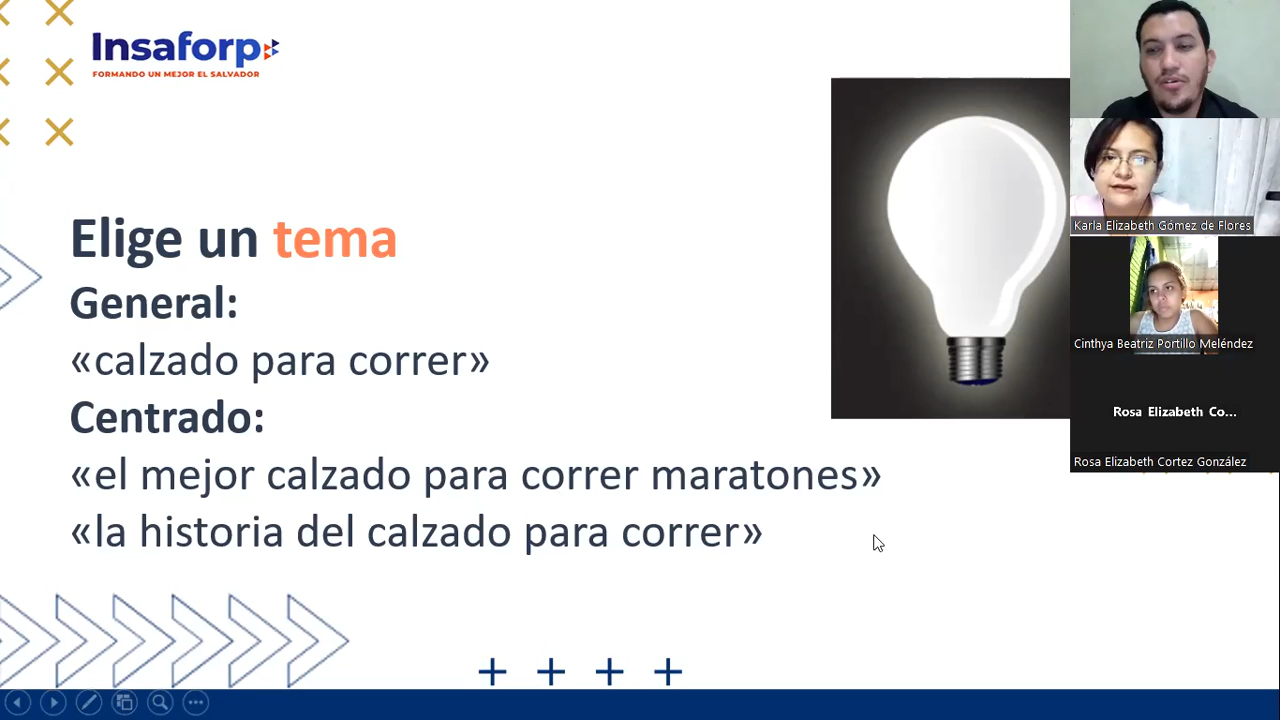 Insaforp
FORMANDO UN MEJOR EL SALVADOR
Elige un tema
General:
«calzado para correr»
Centrado:
«el mejor calzado para correr maratones»
«la historia del calzado para correr»
Karla Elizabeth Gómez de Flores
Cinthya Beatriz Portillo Meléndez
Rosa Elizabeth Co...
Rosa Elizabeth Cortez González